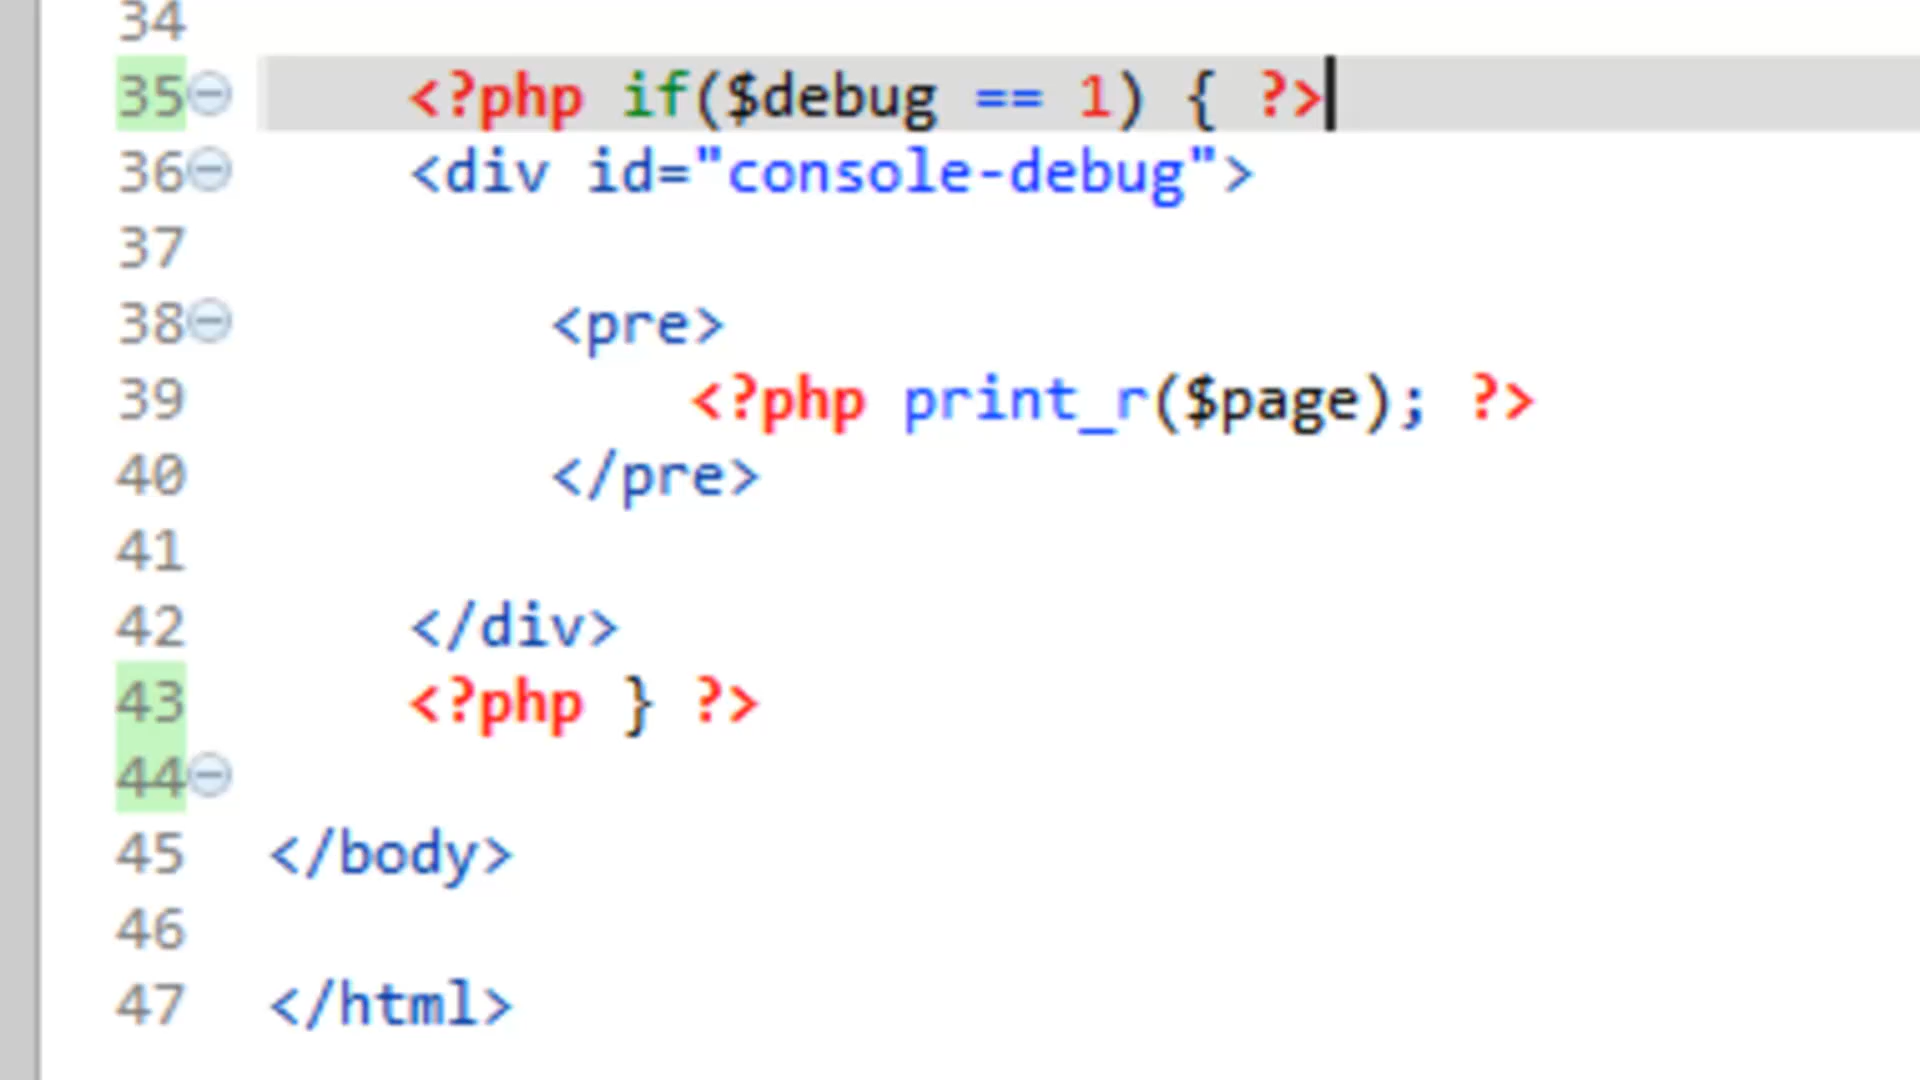 34
35 <?php if($debug == 1) { ?>
36 <div id="console-debug">
37
38 <pre>
39 <?php print_r($page); ?>
40 </pre>
41
42 </div>
43 <?php } ?>
44
45 </body>
46
47 </html>